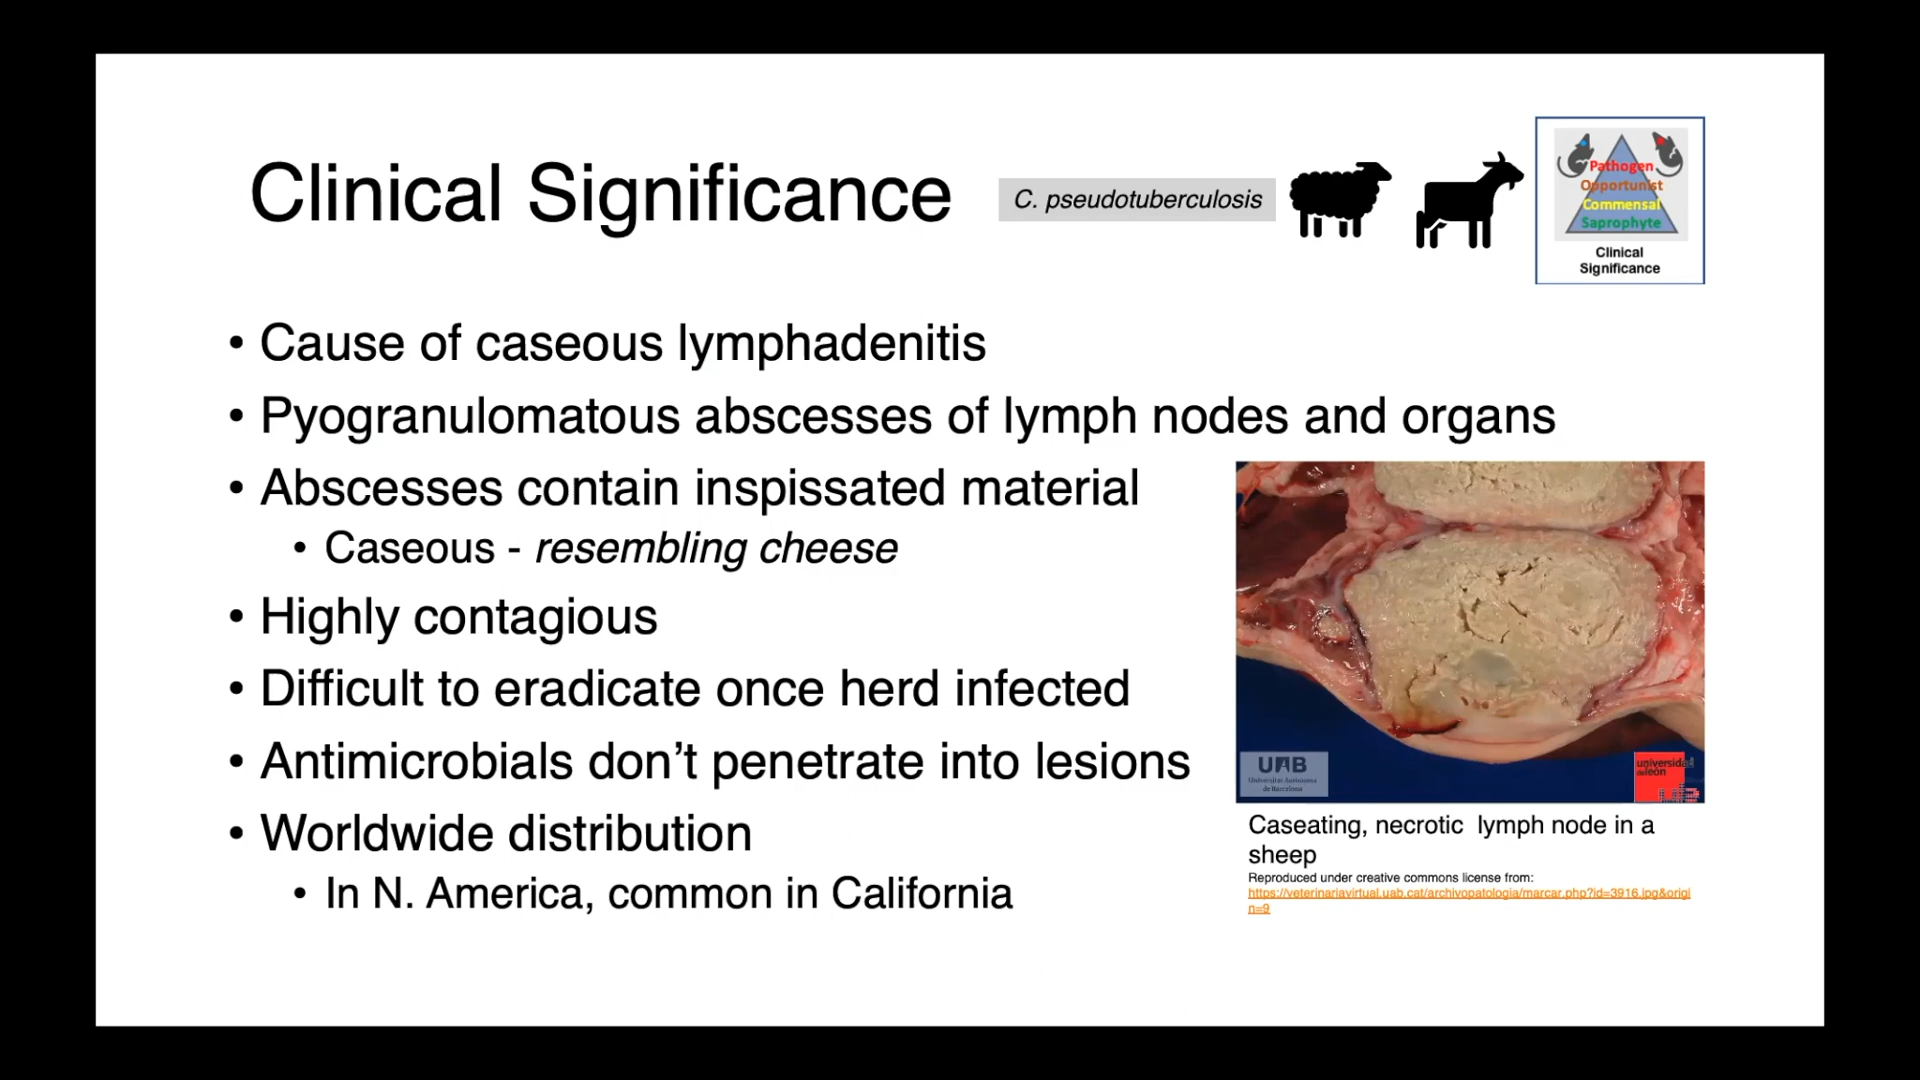 Clinical Significance
C. pseudotuberculosis
Pathogen
Opportunist
Commensal
Saprophyte
Clinical
Significance
• Cause of caseous lymphadenitis
• Pyogranulomatous abscesses of lymph nodes and organs
• Abscesses contain inspissated material
• Caseous - resembling cheese
• Highly contagious
• Difficult to eradicate once herd infected
• Antimicrobials don’t penetrate into lesions
• Worldwide distribution
• In N. America, common in California
UAB
Universitat Autònoma
de Barcelona
universidad
de león
Caseating, necrotic lymph node in a
sheep
Reproduced under creative commons license from:
https://veterinariavirtual.uab.cat/archivopatologia/marcar.php?id=3916.jpg&origi
n=9